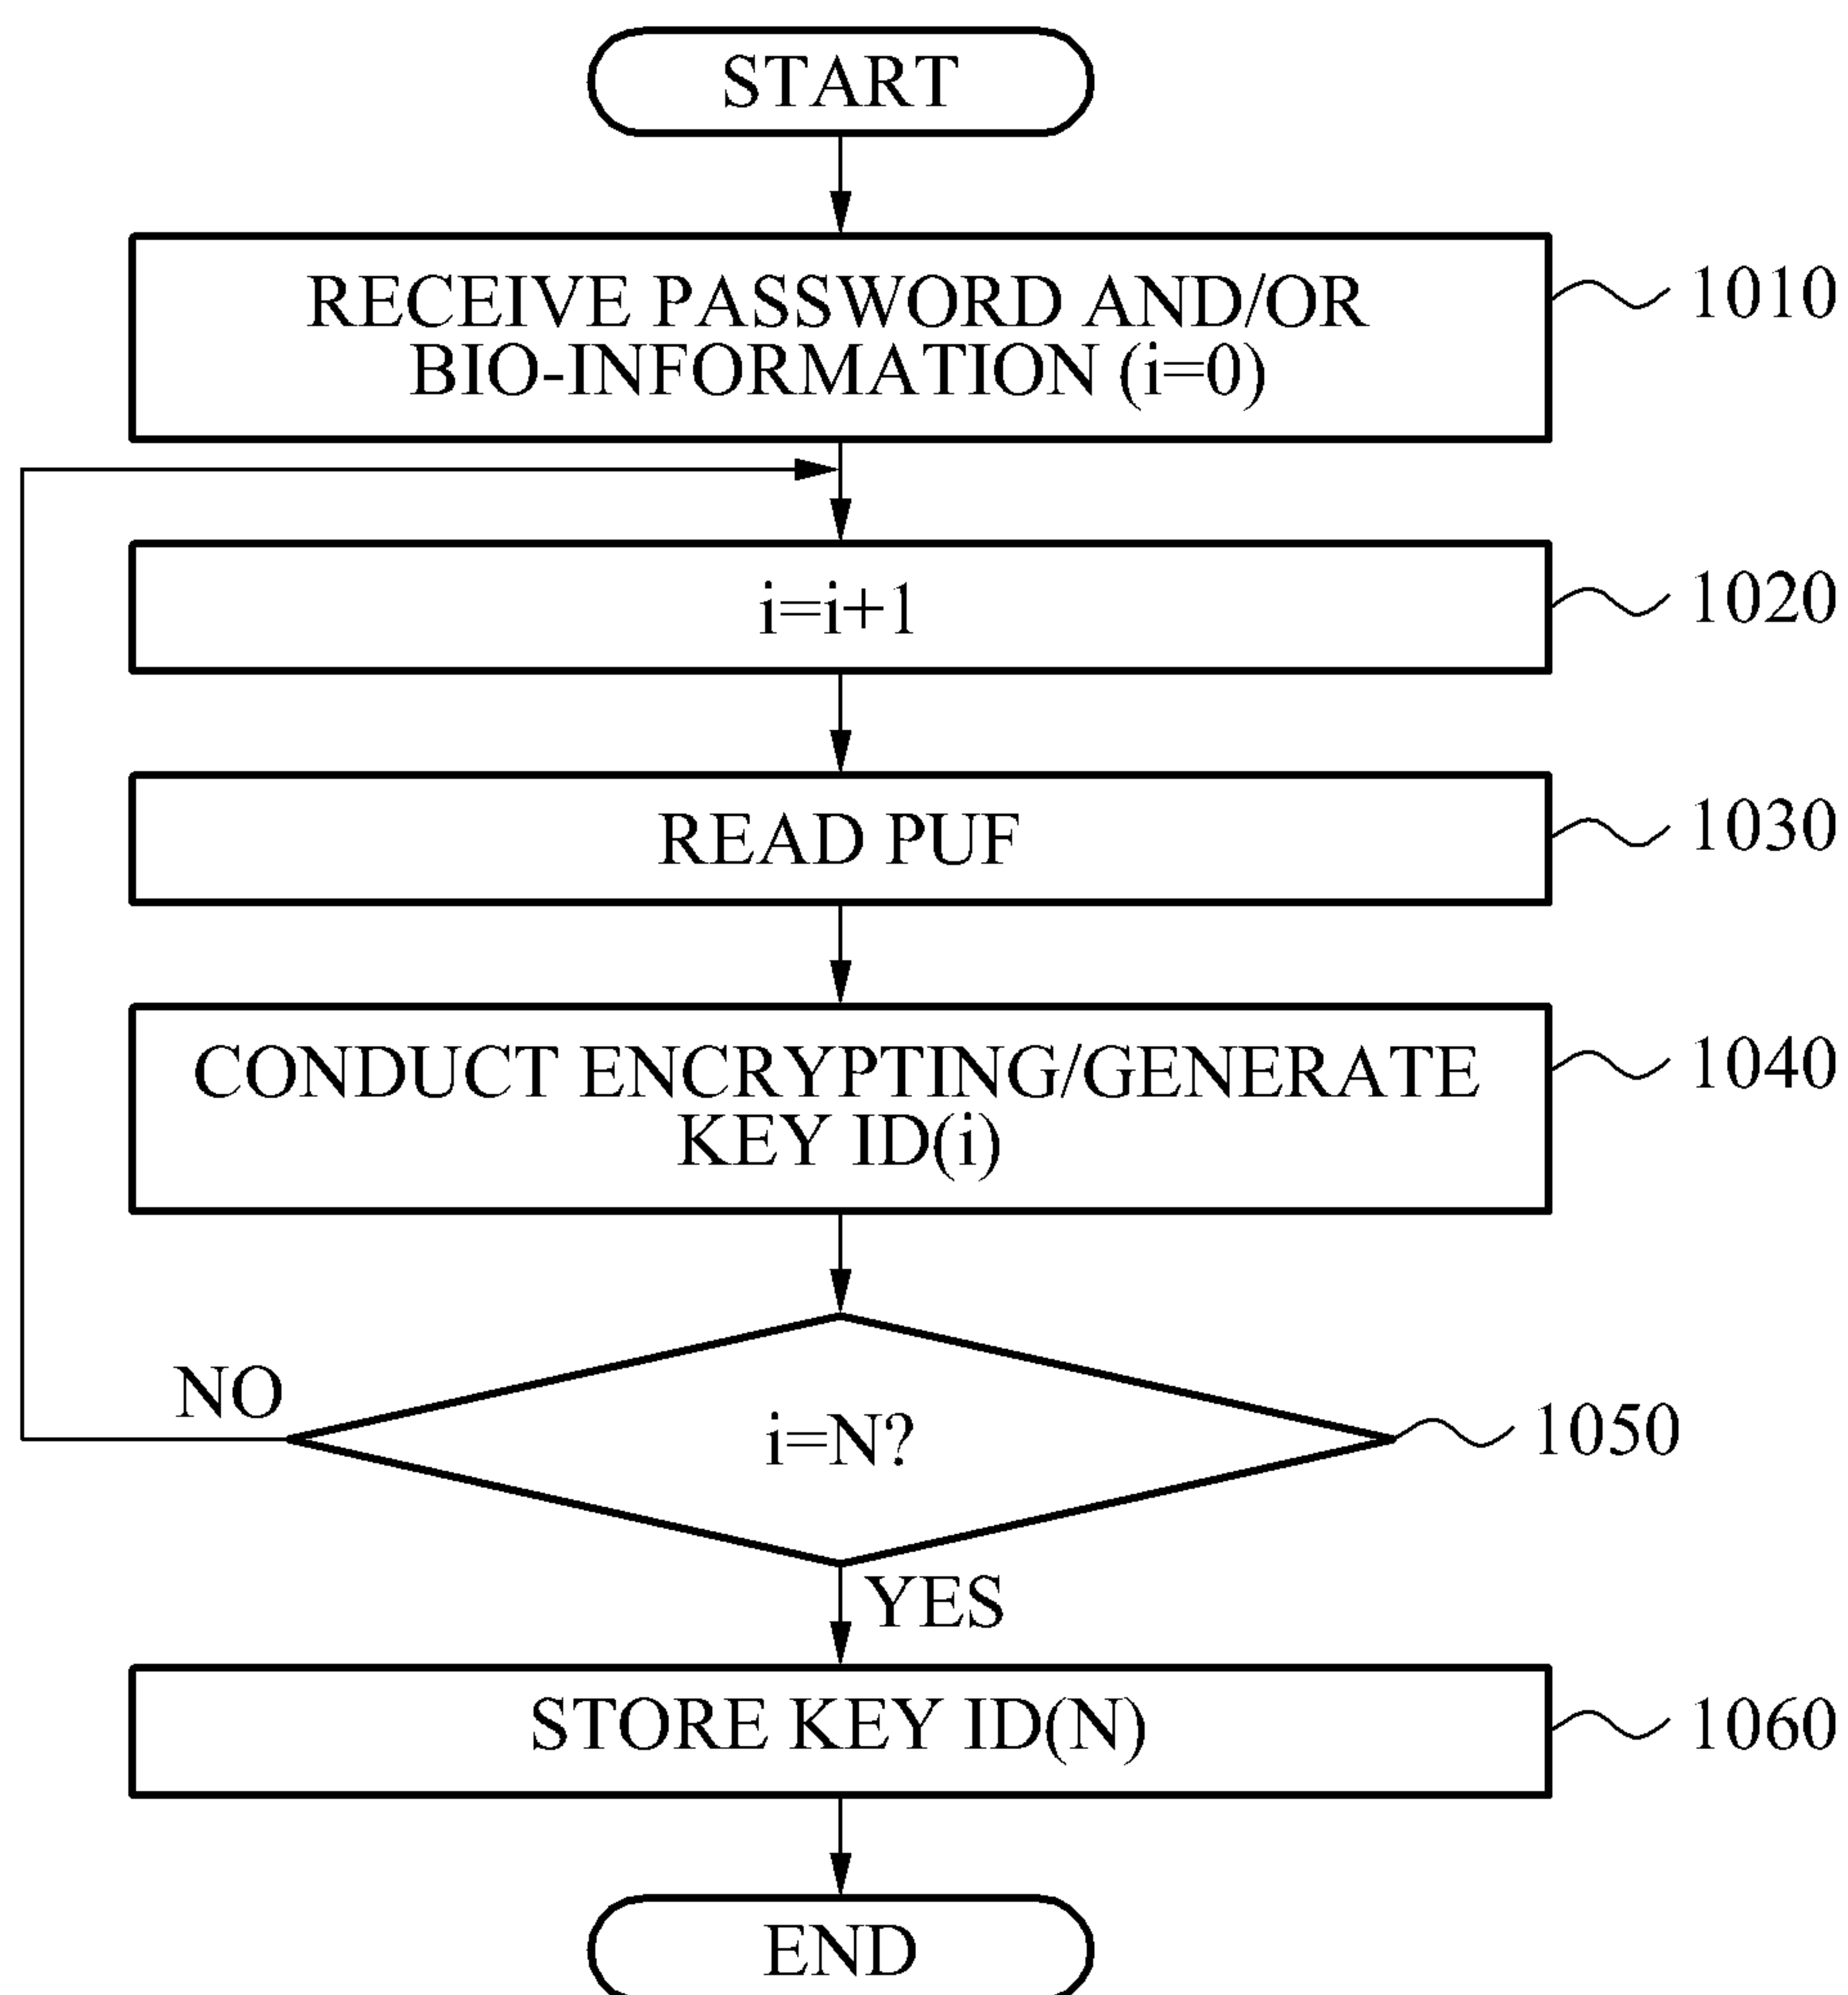 START
RECEIVE PASSWORD AND/OR
BIO-INFORMATION (i=0)
1010
i=i+1
1020
READ PUF
1030
CONDUCT ENCRYPTING/GENERATE
KEY ID(i)
1040
NO
i=N?
1050
YES
STORE KEY ID(N)
1060
END